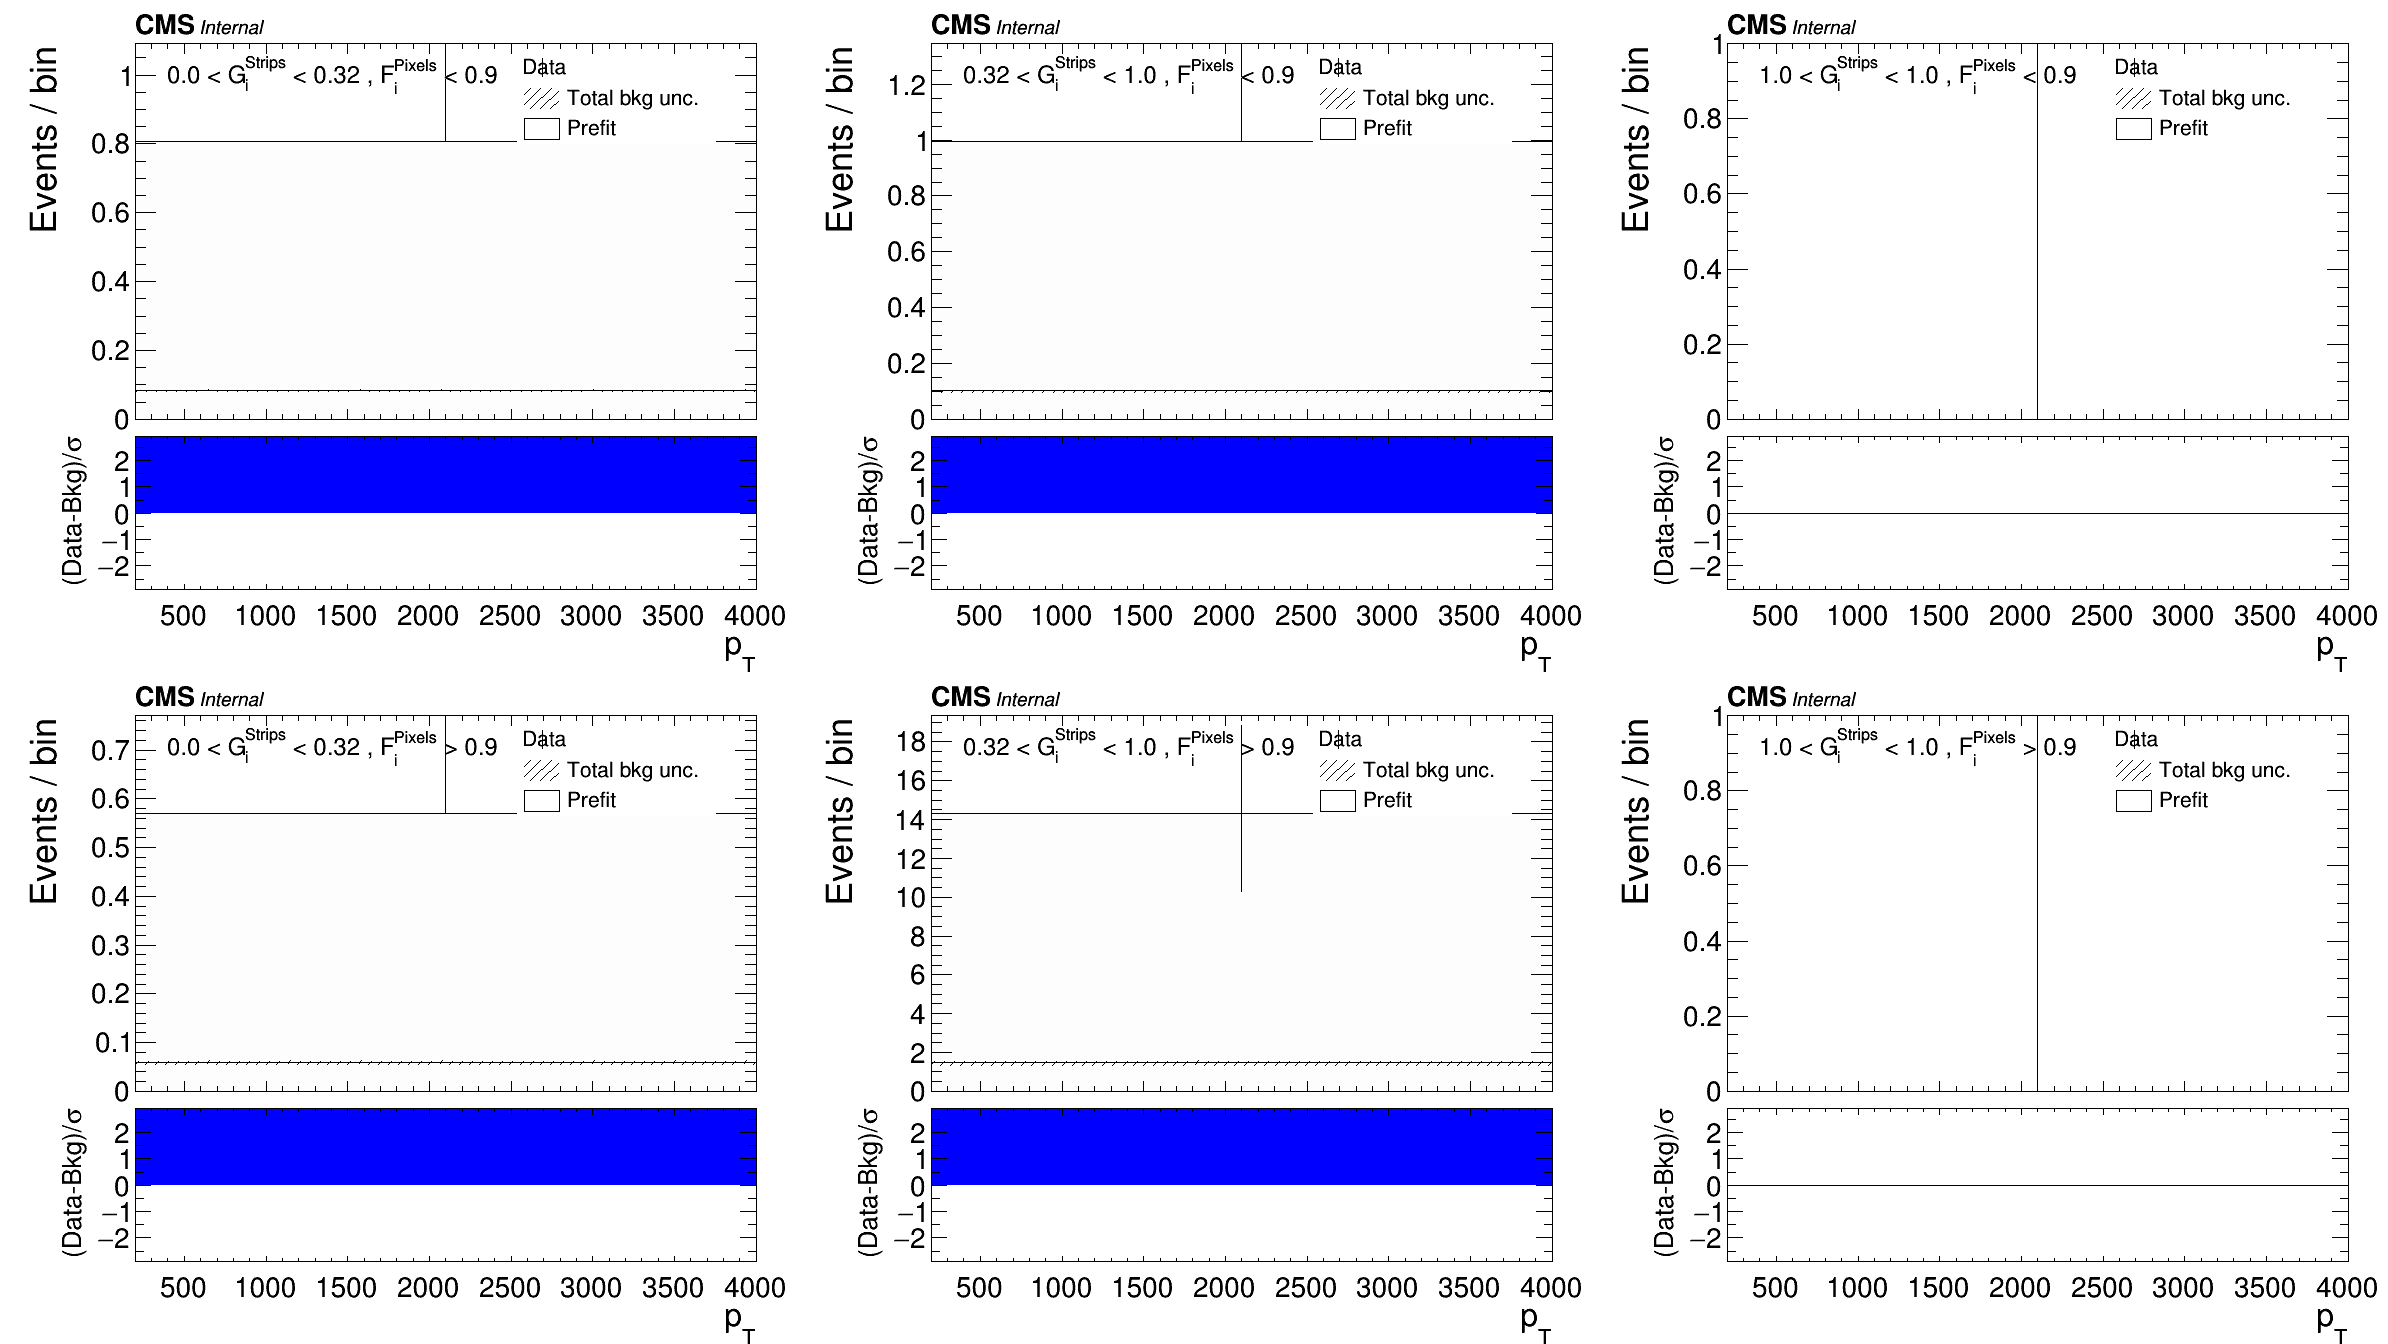 CMS Internal
Events / bin
0.0 < G_i^Strips < 0.32 , F_i^Pixels < 0.9
Data
Total bkg unc.
Prefit
1
0.8
0.6
0.4
0.2
0
(Data-Bkg)/σ
2
1
0
−1
−2
500 1000 1500 2000 2500 3000 3500 4000
p_T
CMS Internal
Events / bin
0.32 < G_i^Strips < 1.0 , F_i^Pixels < 0.9
Data
Total bkg unc.
Prefit
1.2
1
0.8
0.6
0.4
0.2
0
(Data-Bkg)/σ
2
1
0
−1
−2
500 1000 1500 2000 2500 3000 3500 4000
p_T
CMS Internal
Events / bin
1.0 < G_i^Strips < 1.0 , F_i^Pixels < 0.9
Data
Total bkg unc.
Prefit
1
0.8
0.6
0.4
0.2
0
(Data-Bkg)/σ
2
1
0
−1
−2
500 1000 1500 2000 2500 3000 3500 4000
p_T
CMS Internal
Events / bin
0.0 < G_i^Strips < 0.32 , F_i^Pixels > 0.9
Data
Total bkg unc.
Prefit
0.7
0.6
0.5
0.4
0.3
0.2
0.1
0
(Data-Bkg)/σ
2
1
0
−1
−2
500 1000 1500 2000 2500 3000 3500 4000
p_T
CMS Internal
Events / bin
0.32 < G_i^Strips < 1.0 , F_i^Pixels > 0.9
Data
Total bkg unc.
Prefit
18
16
14
12
10
8
6
4
2
0
(Data-Bkg)/σ
2
1
0
−1
−2
500 1000 1500 2000 2500 3000 3500 4000
p_T
CMS Internal
Events / bin
1.0 < G_i^Strips < 1.0 , F_i^Pixels > 0.9
Data
Total bkg unc.
Prefit
1
0.8
0.6
0.4
0.2
0
(Data-Bkg)/σ
2
1
0
−1
−2
500 1000 1500 2000 2500 3000 3500 4000
p_T